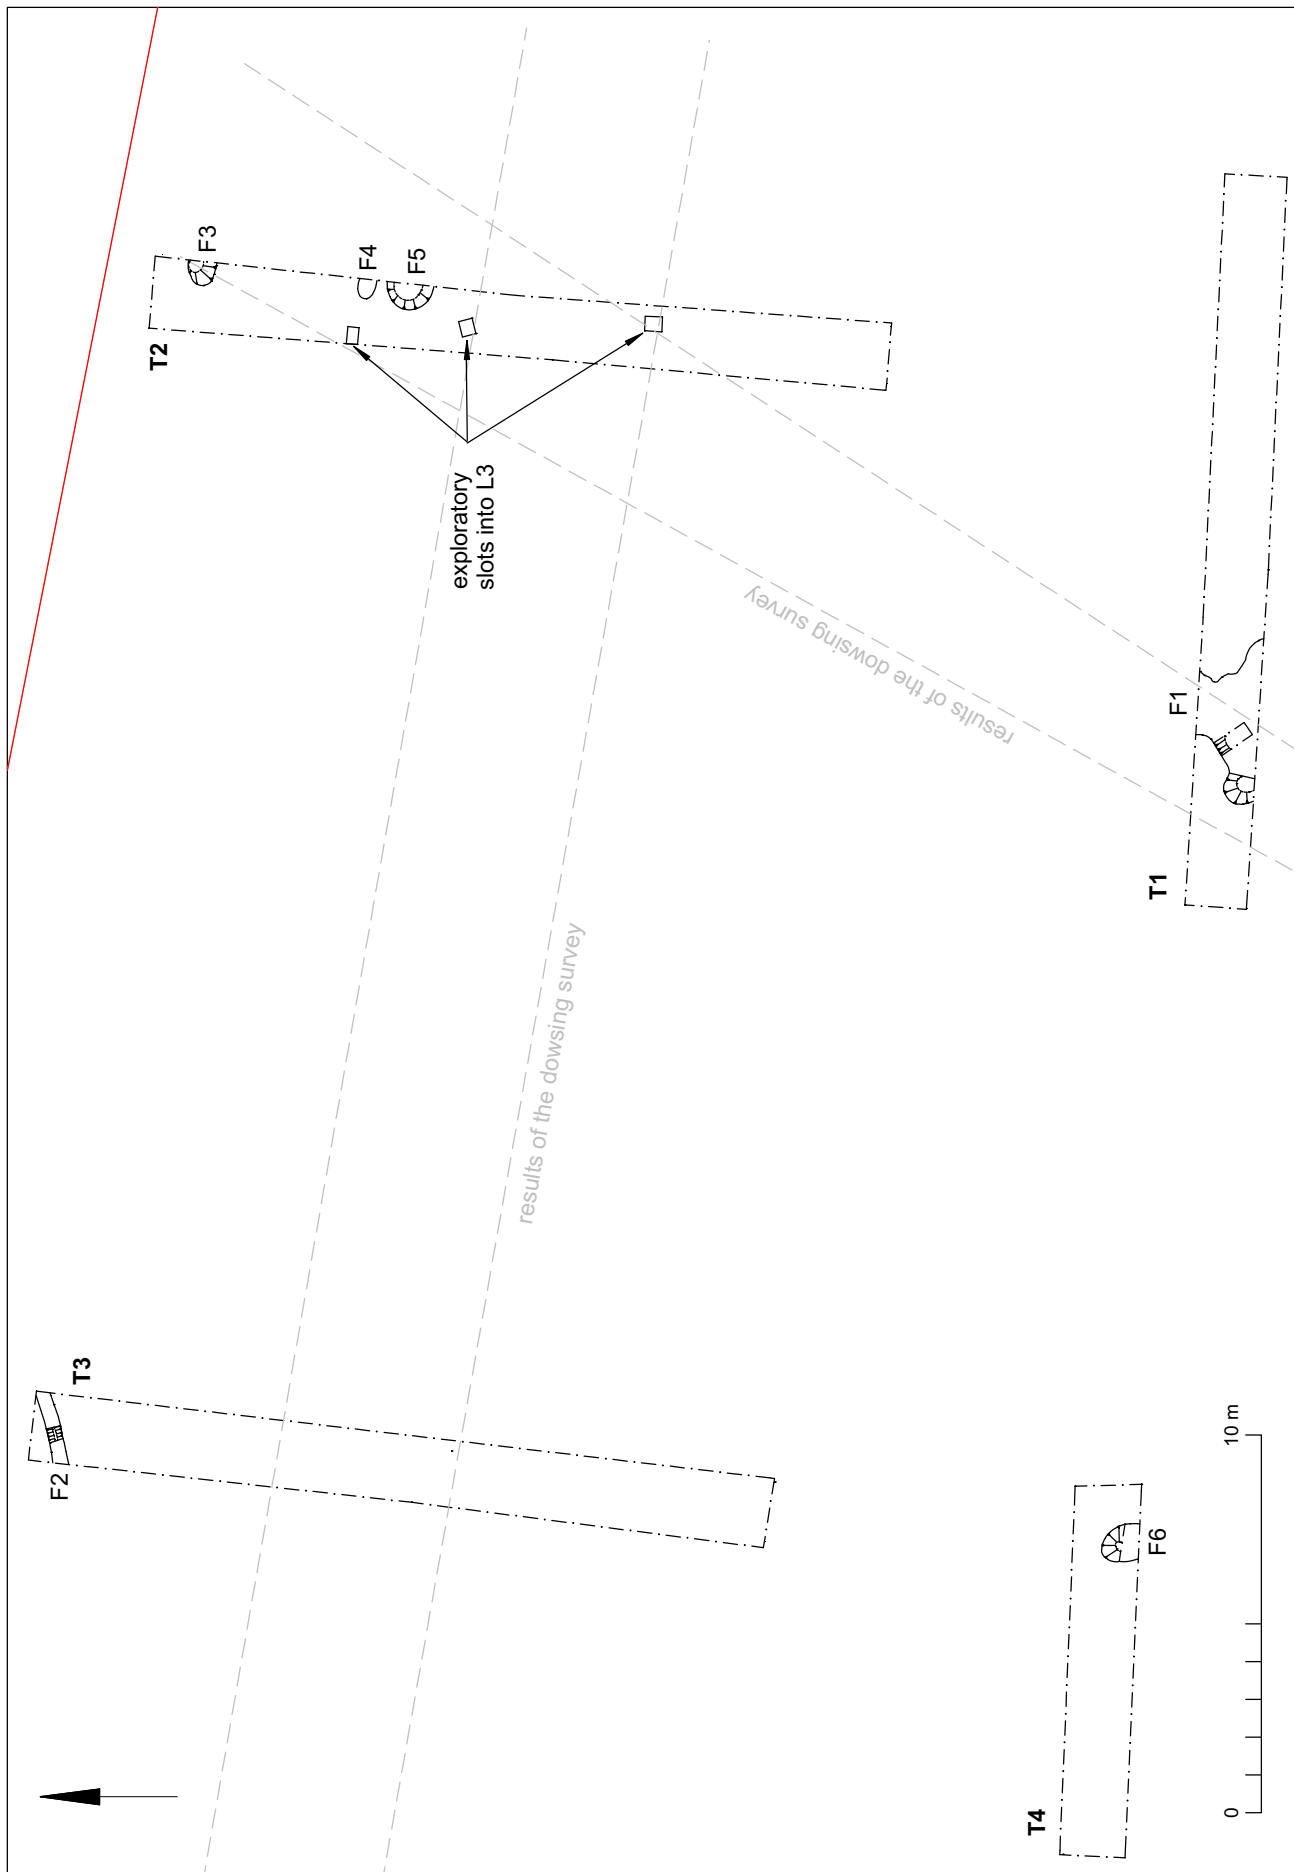 F2
T3
T2
F3
F4
F5
exploratory
slots into L3
results of the dowsing survey
results of the dowsing survey
T4
F6
T1
F1
0
10 m